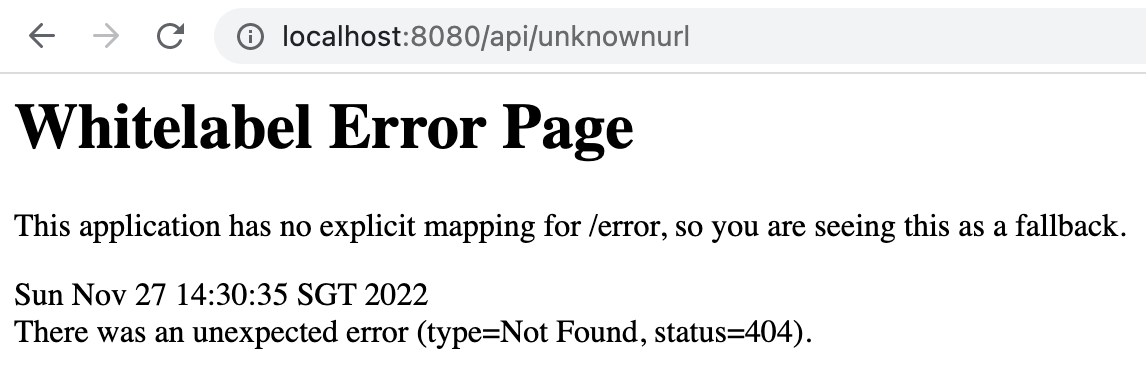 localhost:8080/api/unknownurl
Whitelabel Error Page
This application has no explicit mapping for /error, so you are seeing this as a fallback.
Sun Nov 27 14:30:35 SGT 2022
There was an unexpected error (type=Not Found, status=404).